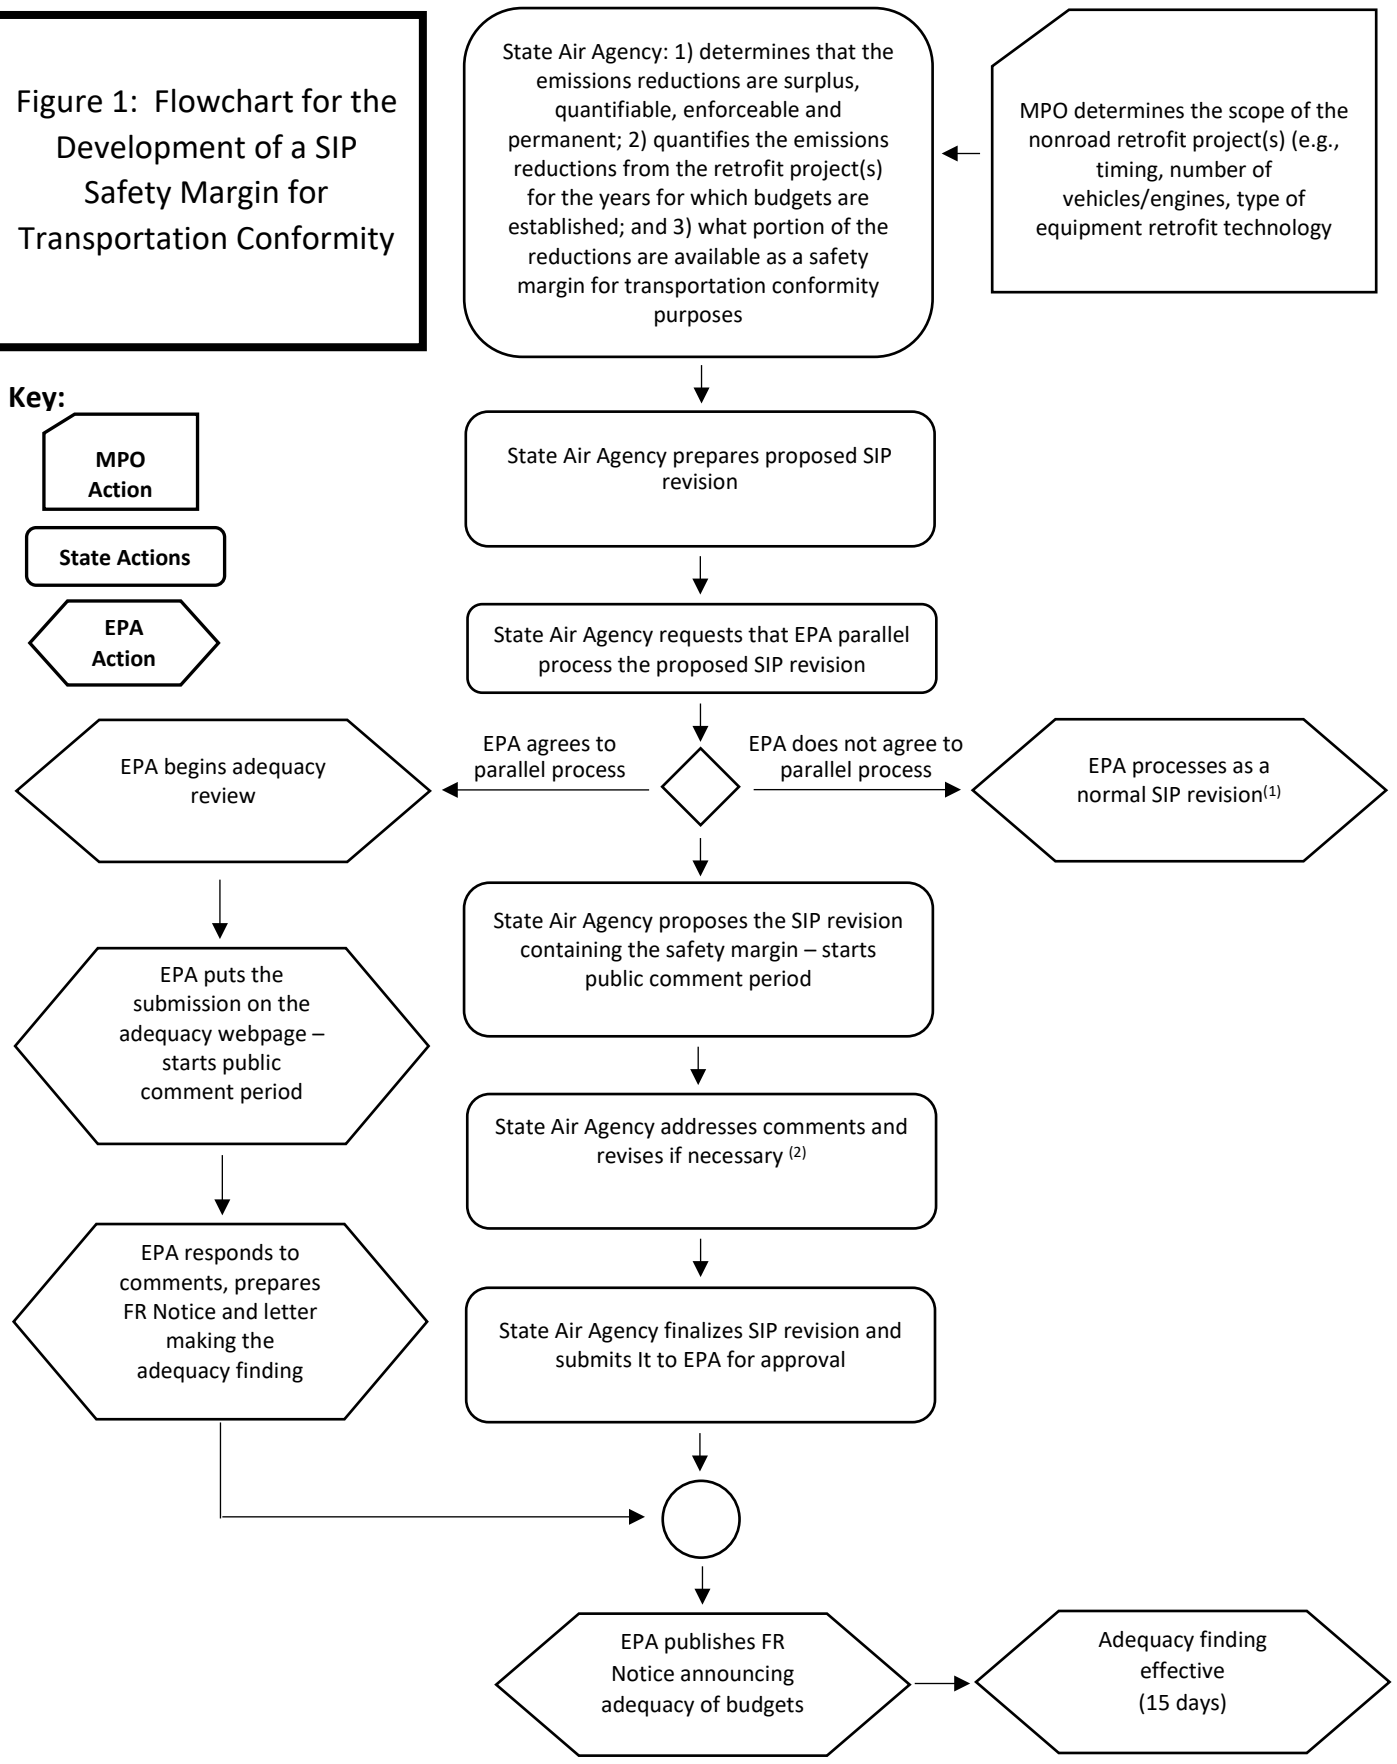 Figure 1:  Flowchart for the
Development of a SIP
Safety Margin for
Transportation Conformity
State Air Agency: 1) determines that the
emissions reductions are surplus,
quantifiable, enforceable and
permanent; 2) quantifies the emissions
reductions from the retrofit project(s)
for the years for which budgets are
established; and 3) what portion of the
reductions are available as a safety
margin for transportation conformity
purposes
MPO determines the scope of the
nonroad retrofit project(s) (e.g.,
timing, number of
vehicles/engines, type of
equipment retrofit technology
Key:
MPO
Action
State Actions
EPA
Action
State Air Agency prepares proposed SIP
revision
State Air Agency requests that EPA parallel
process the proposed SIP revision
EPA agrees to
parallel process
EPA does not agree to
parallel process
EPA begins adequacy
review
EPA processes as a
normal SIP revision(1)
State Air Agency proposes the SIP revision
containing the safety margin – starts
public comment period
EPA puts the
submission on the
adequacy webpage –
starts public
comment period
State Air Agency addresses comments and
revises if necessary (2)
EPA responds to
comments, prepares
FR Notice and letter
making the
adequacy finding
State Air Agency finalizes SIP revision and
submits It to EPA for approval
EPA publishes FR
Notice announcing
adequacy of budgets
Adequacy finding
effective
(15 days)